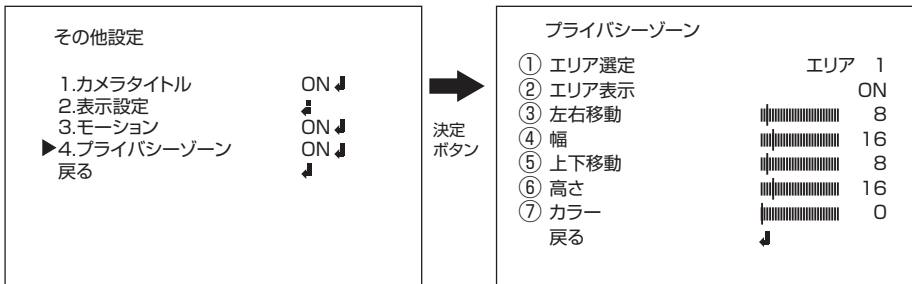 その他設定
1.カメラタイトル ON
2.表示設定
3.モーション ON
▶4.プライバシーゾーン ON
戻る
決定
ボタン
プライバシーゾーン
① エリア選定 エリア 1
② エリア表示 ON
③ 左右移動 8
④ 幅 16
⑤ 上下移動 8
⑥ 高さ 16
⑦ カラー 0
戻る